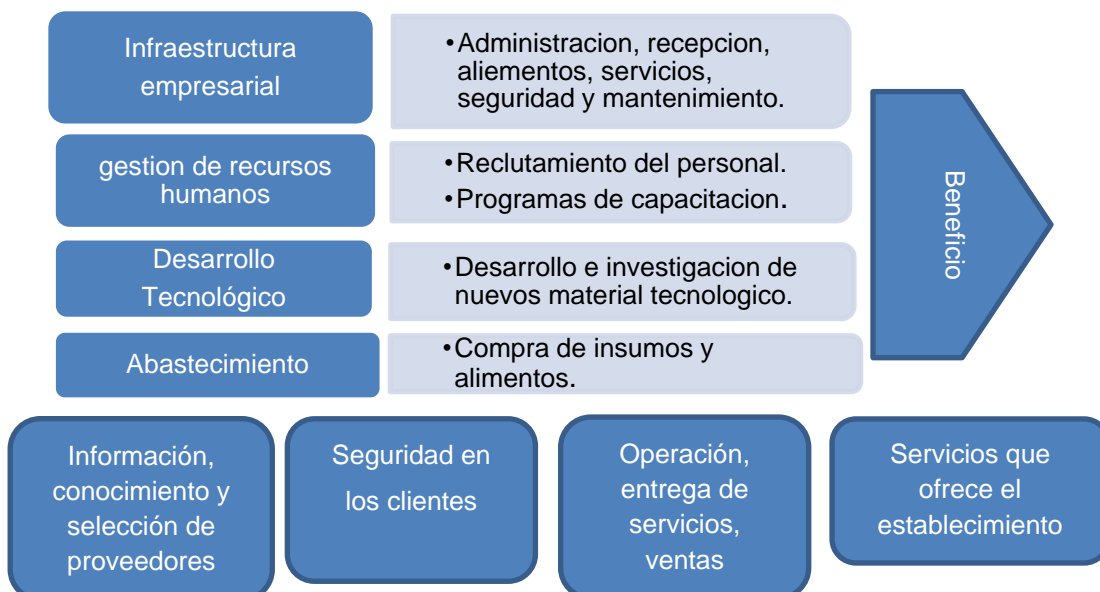 Infraestructura
empresarial
•Administracion, recepcion,
aliementos, servicios,
seguridad y mantenimiento.
gestion de recursos
humanos
•Reclutamiento del personal.
•Programas de capacitacion.
Desarrollo
Tecnológico
•Desarrollo e investigacion de
nuevos material tecnologico.
Abastecimiento
•Compra de insumos y
alimentos.
Beneficio
Información,
conocimiento y
selección de
proveedores
Seguridad en
los clientes
Operación,
entrega de
servicios,
ventas
Servicios que
ofrece el
establecimiento